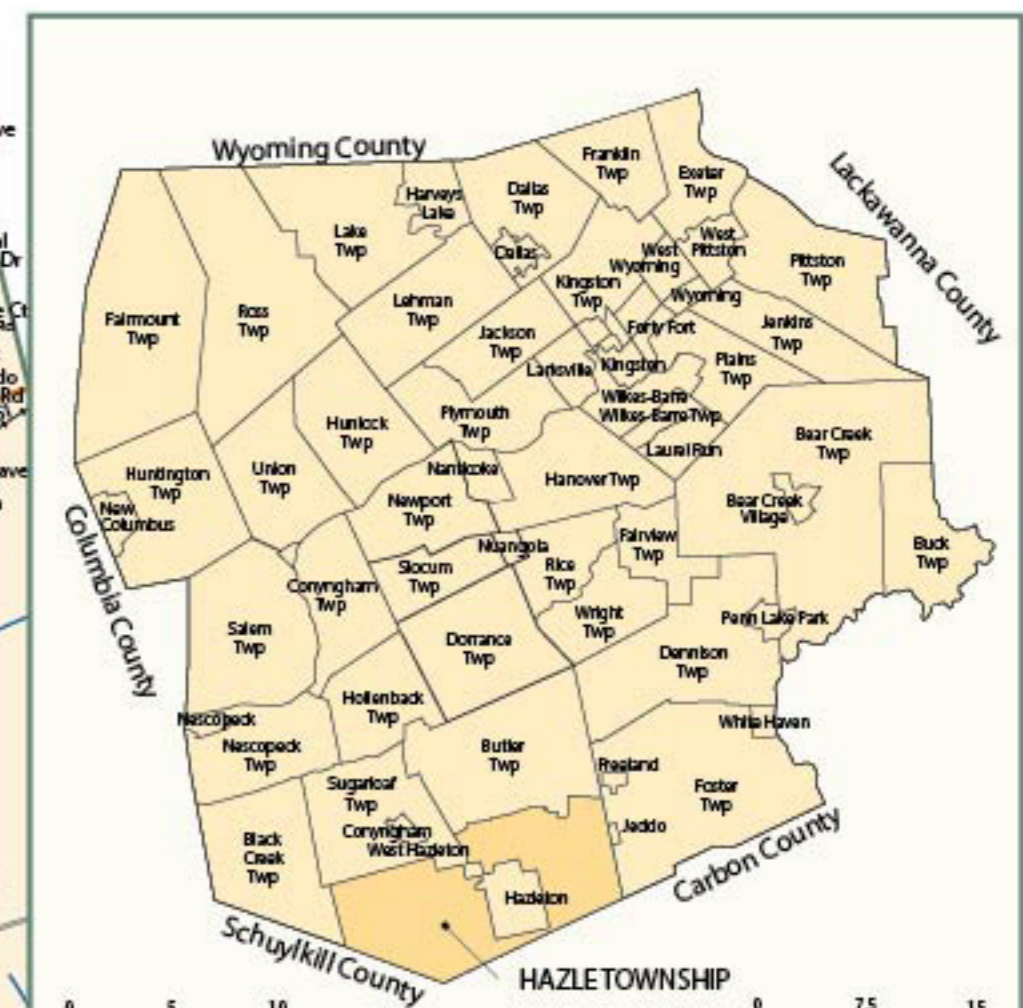 Wyoming County
Lackawanna County
Franklin
Twp
Exeter
Twp
Harveys
Lake
Dallas
Twp
Lake
Twp
Dallas
West
Pittston
West
Wyoming
Pittston
Twp
Kingston
Twp
Wyoming
Lehman
Twp
Fairmount
Twp
Ross
Twp
Jackson
Twp
Forty Fort
Jenkins
Twp
Larksville
Kingston
Plains
Twp
Wilkes-Barre
Wilkes-Barre Twp
Hunlock
Twp
Plymouth
Twp
Laurel Run
Bear Creek
Twp
Huntington
Twp
Union
Twp
Nanticoke
Hanover Twp
New
Columbus
Newport
Twp
Bear Creek
Village
Columbia County
Nuangola
Fairview
Twp
Buck
Twp
Slocum
Twp
Rice
Twp
Conyngham
Twp
Wright
Twp
Penn Lake Park
Salem
Twp
Dorrance
Twp
Dennison
Twp
Hollenback
Twp
Nescopeck
White Haven
Nescopeck
Twp
Butler
Twp
Freeland
Sugarloaf
Twp
Foster
Twp
Conyngham
West Hazleton
Jeddo
Black
Creek
Twp
Hazleton
Carbon County
Schuylkill County
HAZLE TOWNSHIP
0 5 10 0 7.5 15
ve
Dr
Ct
do
Rd
ave